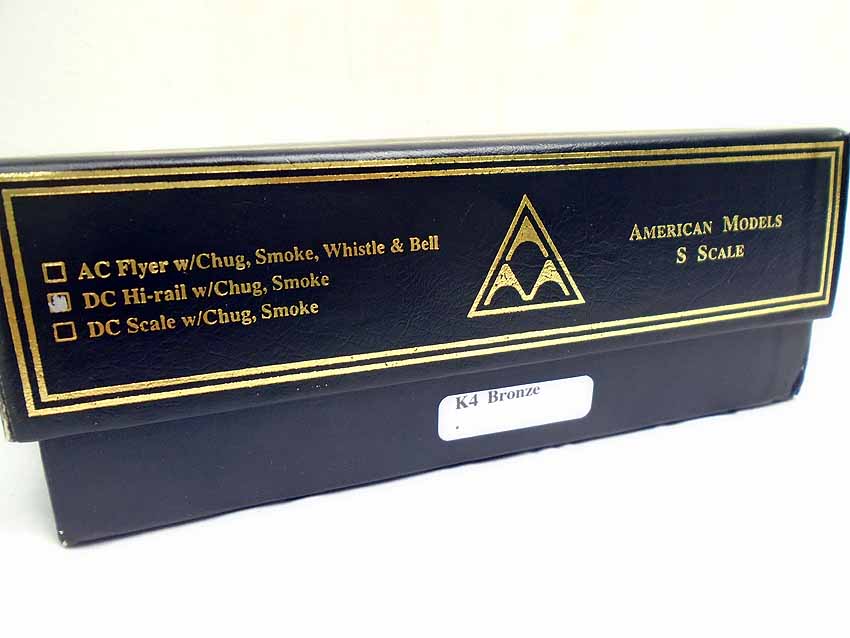 AC Flyer w/Chug, Smoke, Whistle & Bell
DC Hi-rail w/Chug, Smoke
DC Scale w/Chug, Smoke
AMERICAN MODELS
S SCALE
K4 Bronze